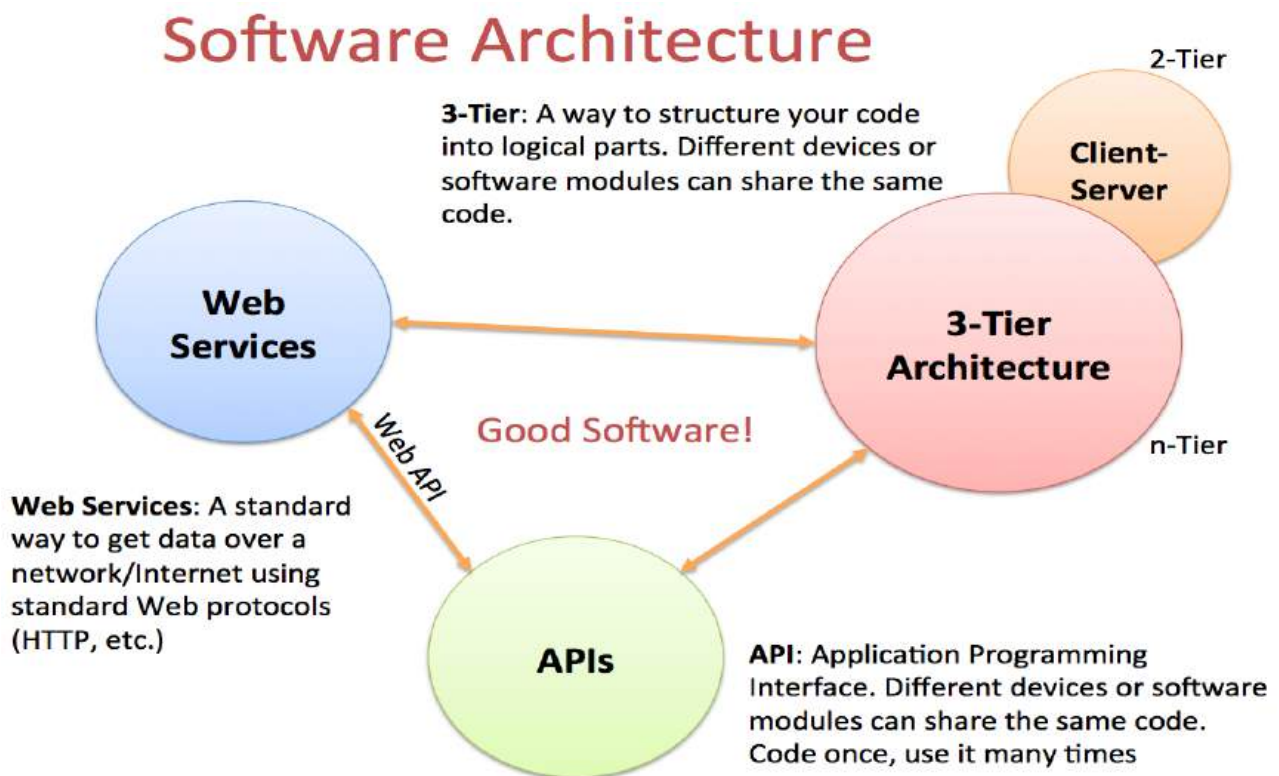 Software Architecture
2-Tier
3-Tier: A way to structure your code
into logical parts. Different devices or
software modules can share the same
code.
Client-
Server
Web
Services
3-Tier
Architecture
Good Software!
Web API
n-Tier
Web Services: A standard
way to get data over a
network/Internet using
standard Web protocols
(HTTP, etc.)
APIs
API: Application Programming
Interface. Different devices or software
modules can share the same code.
Code once, use it many times